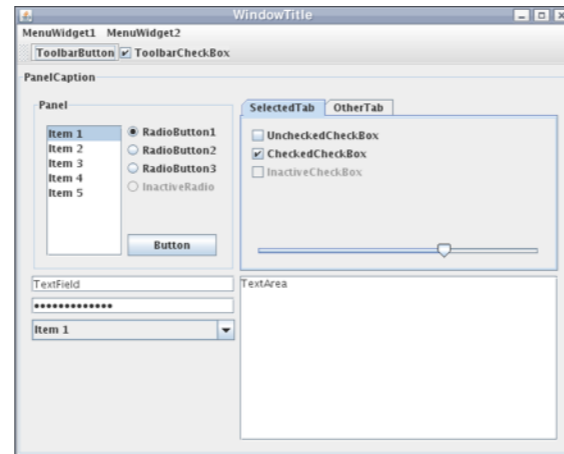 WindowTitle
MenuWidget1 MenuWidget2
ToolbarButton ToolbarCheckBox
PanelCaption
Panel
Item 1
Item 2
Item 3
Item 4
Item 5
RadioButton1
RadioButton2
RadioButton3
InactiveRadio
Button
SelectedTab OtherTab
UncheckedCheckBox
CheckedCheckBox
InactiveCheckBox
TextField
•••••••••••••
Item 1
TextArea